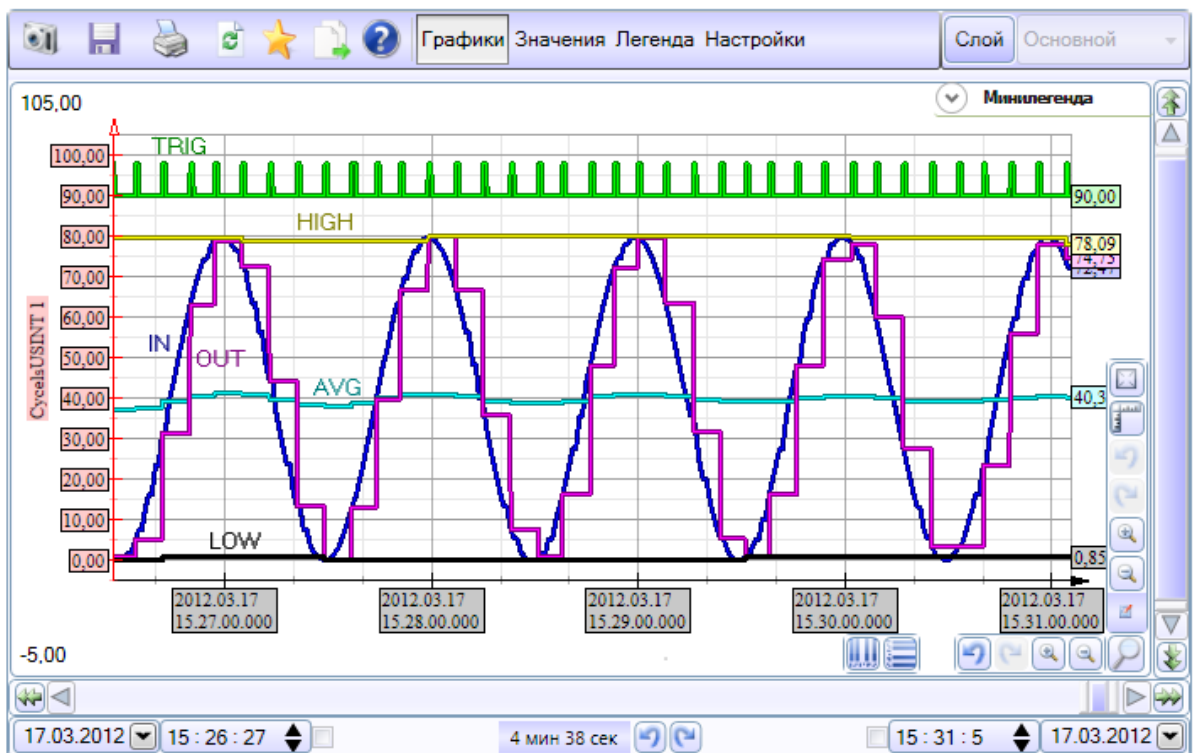 Графики Значения Легенда Настройки Слой Основной
105,00
Минилегенда
TRIG
100,00
90,00
90,00
HIGH
80,00
78,09
74,73
72,47
70,00
CycelsUSINT 1
60,00
IN
50,00
OUT
AVG
40,00
40,3
30,00
20,00
10,00
LOW
0,00
0,85
2012.03.17
15.27.00.000
2012.03.17
15.28.00.000
2012.03.17
15.29.00.000
2012.03.17
15.30.00.000
2012.03.17
15.31.00.000
-5,00
17.03.2012 15 : 26 : 27 4 мин 38 сек 15 : 31 : 5 17.03.2012